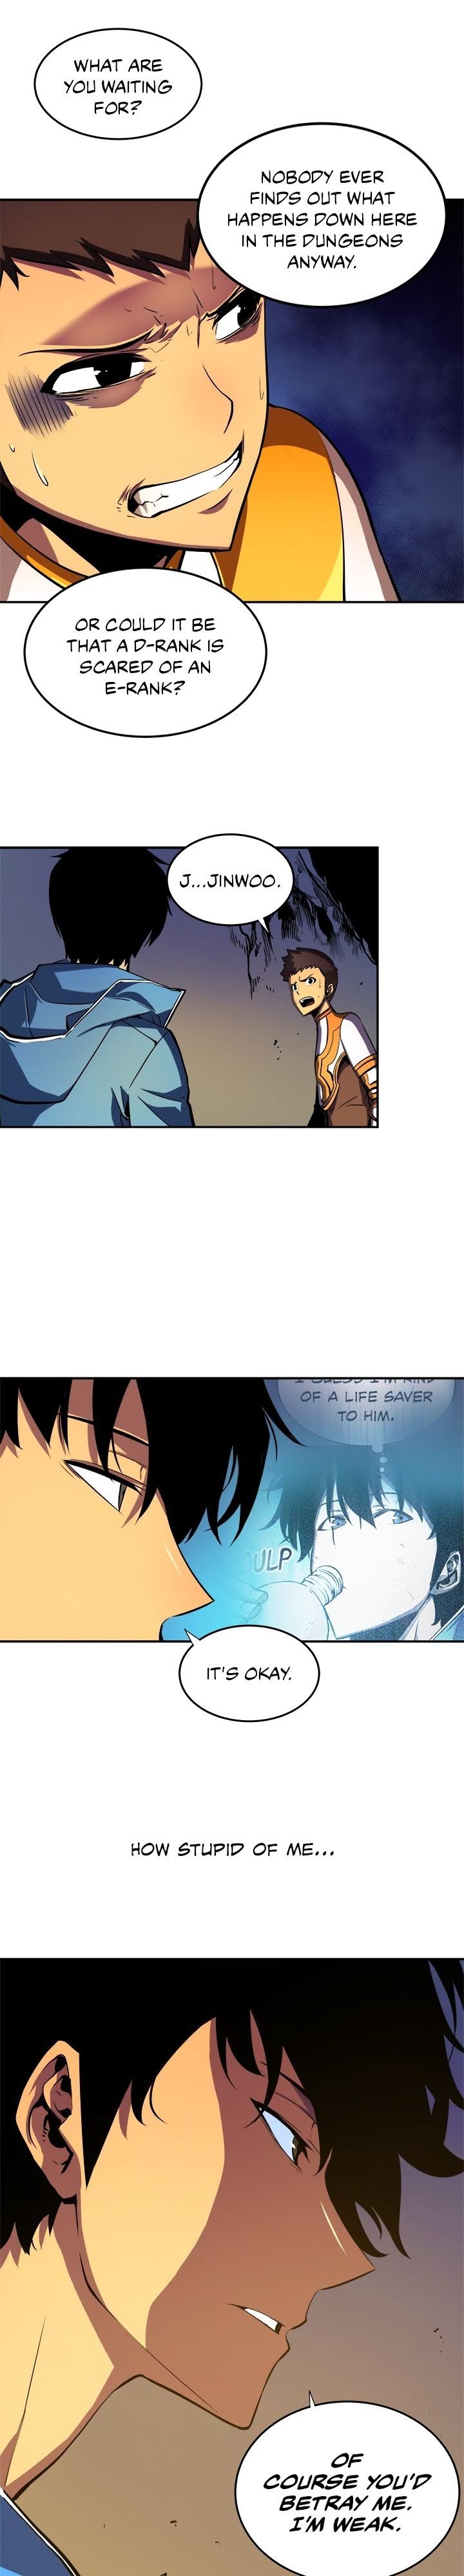 WHAT ARE
YOU WAITING
FOR?
NOBODY EVER
FINDS OUT WHAT
HAPPENS DOWN HERE
IN THE DUNGEONS
ANYWAY.
OR COULD IT BE
THAT A D-RANK IS
SCARED OF AN
E-RANK?
J...JINWOO.
I GUESS I'M KIND
OF A LIFE SAVER
TO HIM.
GULP
IT'S OKAY.
HOW STUPID OF ME...
OF
COURSE YOU'D
BETRAY ME.
I'M WEAK.